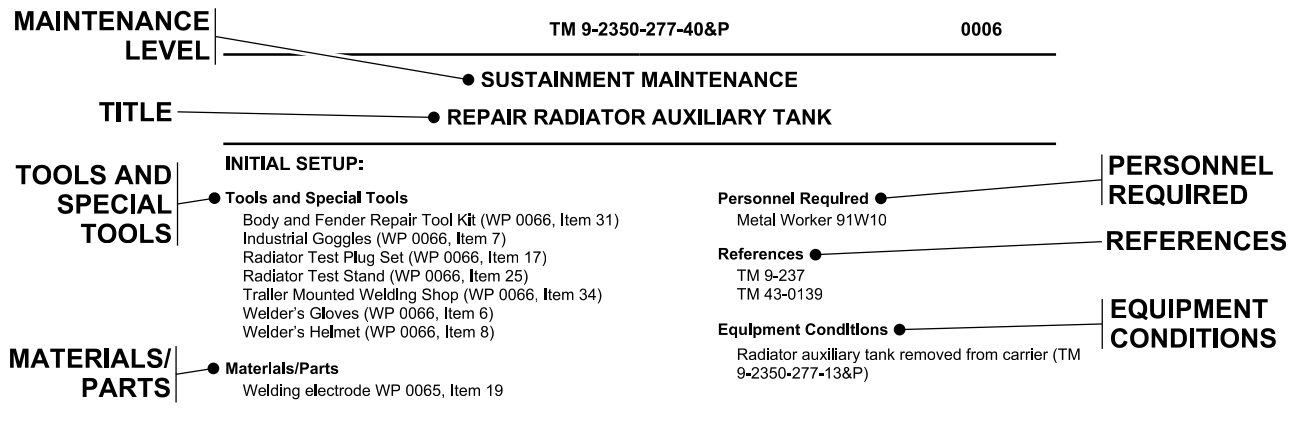 MAINTENANCE
LEVEL
TM 9-2350-277-40&P 0006
SUSTAINMENT MAINTENANCE
TITLE
REPAIR RADIATOR AUXILIARY TANK
INITIAL SETUP:
TOOLS AND
SPECIAL
TOOLS
Tools and Special Tools
Body and Fender Repair Tool Kit (WP 0066, Item 31)
Industrial Goggles (WP 0066, Item 7)
Radiator Test Plug Set (WP 0066, Item 17)
Radiator Test Stand (WP 0066, Item 25)
Trailer Mounted Welding Shop (WP 0066, Item 34)
Welder's Gloves (WP 0066, Item 6)
Welder's Helmet (WP 0066, Item 8)
MATERIALS/
PARTS
Materials/Parts
Welding electrode WP 0065, Item 19
Personnel Required
Metal Worker 91W10
PERSONNEL
REQUIRED
References
TM 9-237
TM 43-0139
REFERENCES
Equipment Conditions
Radiator auxiliary tank removed from carrier (TM
9-2350-277-13&P)
EQUIPMENT
CONDITIONS